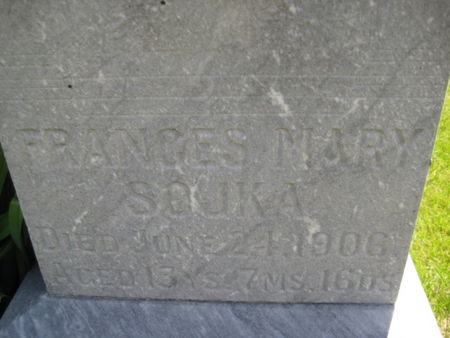 FRANCES MARY
SOUKA
DIED JUNE 24, 1906,
AGED 13 YS. 7 MS. 16 DS.